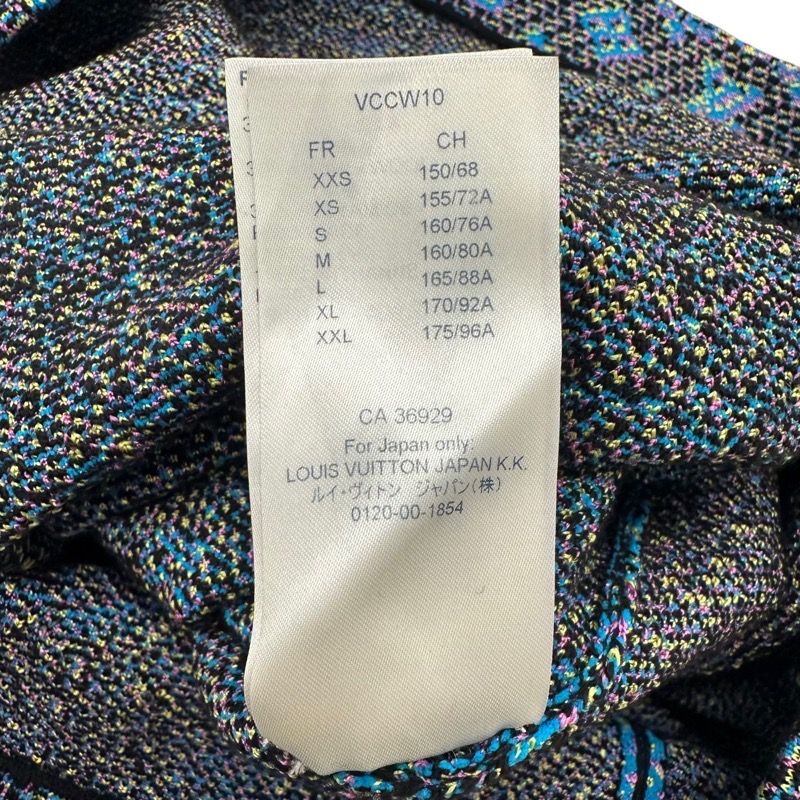 VCCW10
FR CH
XXS 150/68
XS 155/72A
S 160/76A
M 160/80A
L 165/88A
XL 170/92A
XXL 175/96A
CA 36929
For Japan only:
LOUIS VUITTON JAPAN K.K.
ルイ・ヴィトン ジャパン(株)
0120-00-1854